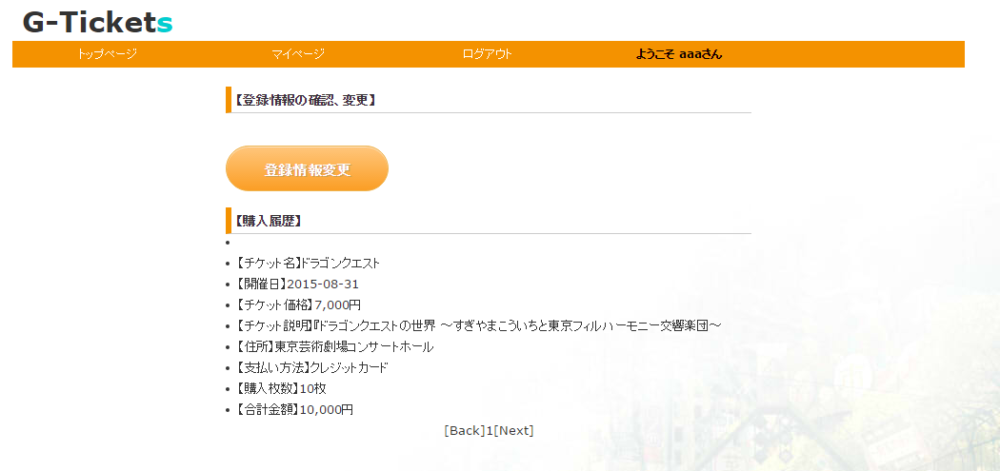 G-Tickets
トップページ マイページ ログアウト ようこそ aaaさん
【登録情報の確認、変更】
登録情報変更
【購入履歴】
•
• 【チケット名】ドラゴンクエスト
• 【開催日】2015-08-31
• 【チケット価格】7,000円
• 【チケット説明】『ドラゴンクエストの世界 ～すぎやまこういちと東京フィルハーモニー交響楽団～
• 【住所】東京芸術劇場コンサートホール
• 【支払い方法】クレジットカード
• 【購入枚数】10枚
• 【合計金額】10,000円
[Back]1[Next]